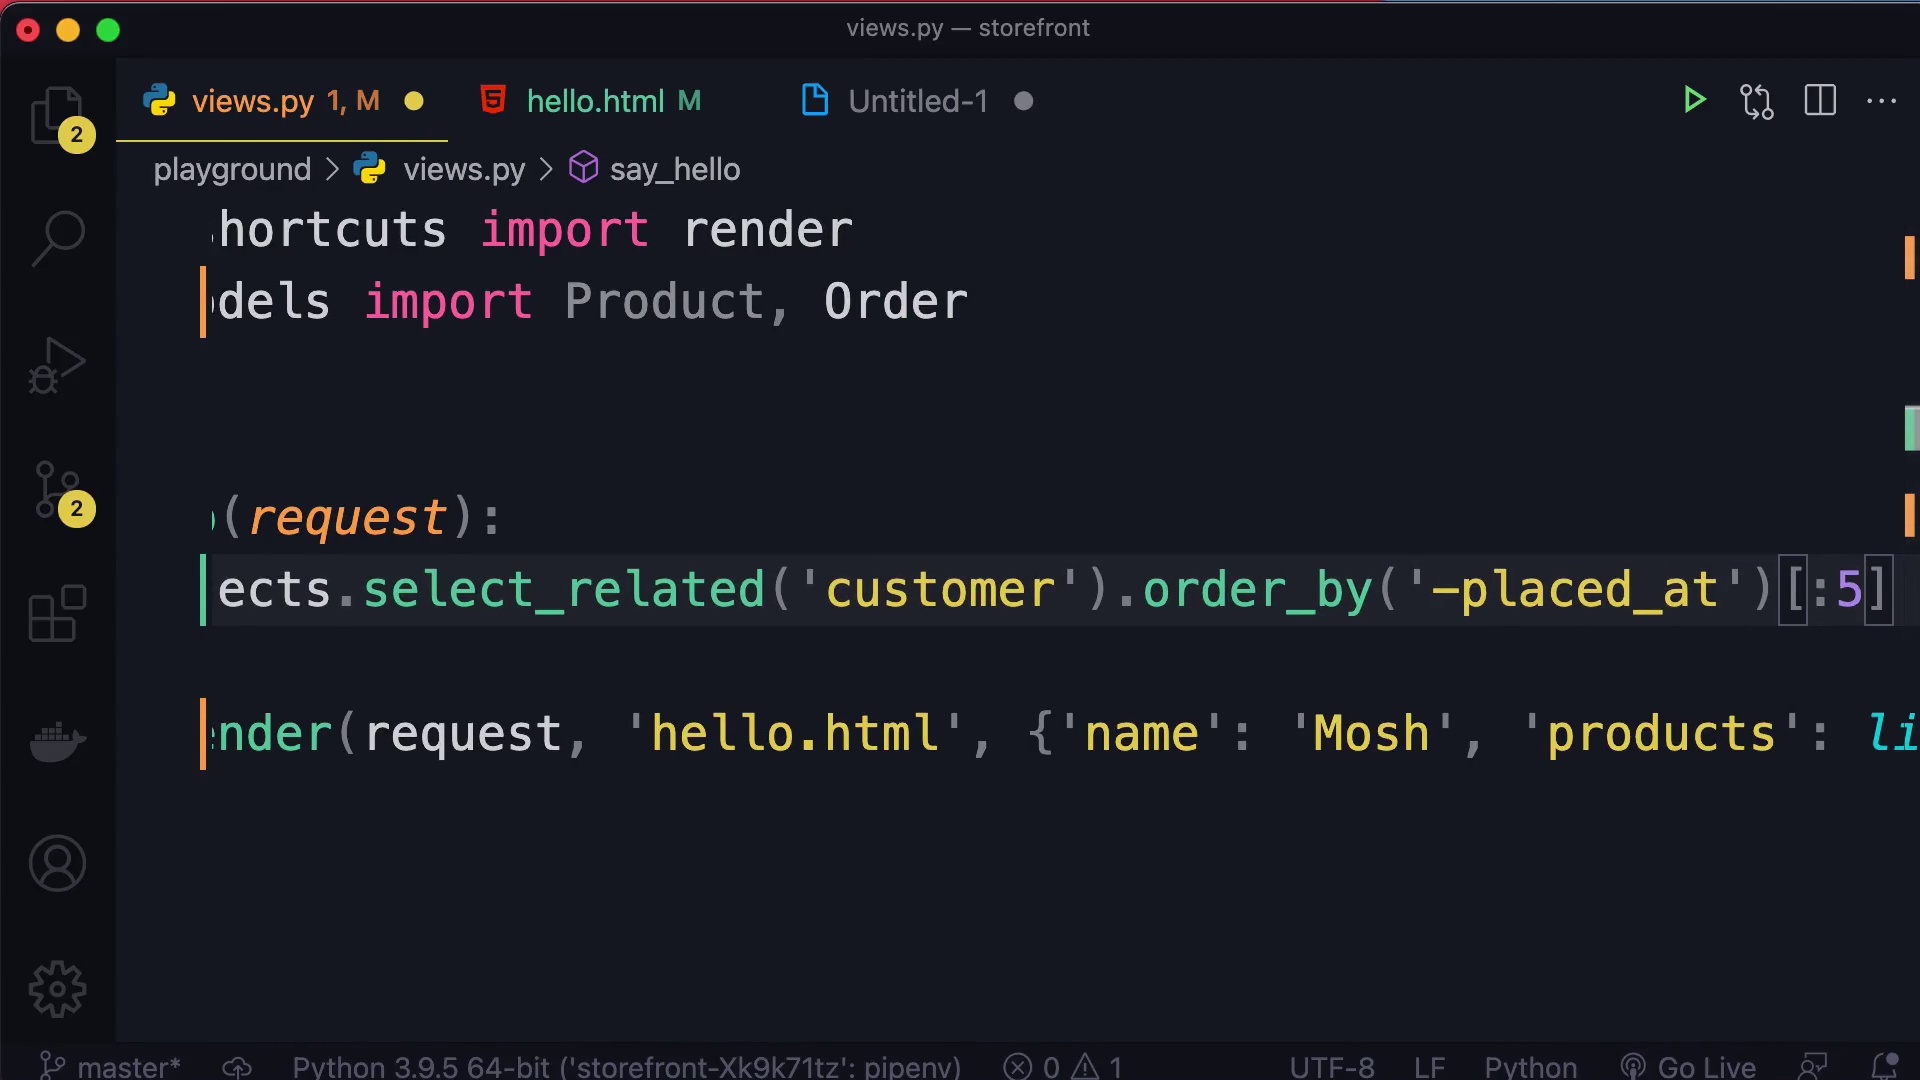 views.py — storefront
views.py 1, M hello.html M Untitled-1
2
playground > views.py > say_hello
hortcuts import render
dels import Product, Order
(request):
2
ects.select_related('customer').order_by('-placed_at')[:5]
nder(request, 'hello.html', {'name': 'Mosh', 'products': li
master* Python 3.9.5 64-bit ('storefront-Xk9k71tz': pipenv) 0 1 UTF-8 LF Python Go Live